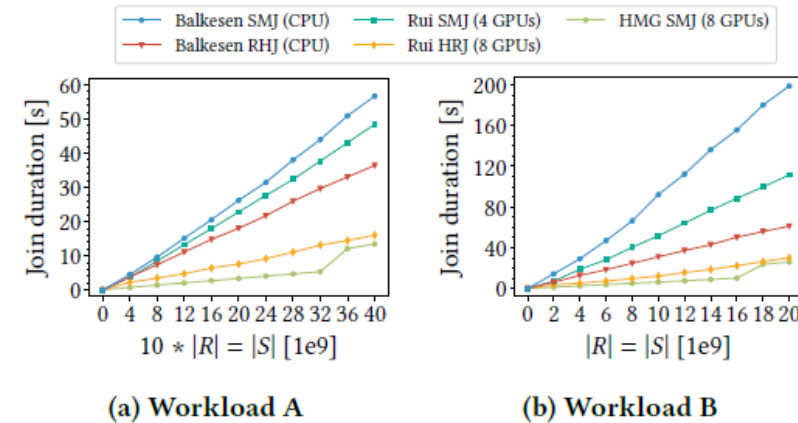 Balkesen SMJ (CPU) Rui SMJ (4 GPUs) HMG SMJ (8 GPUs)
Balkesen RHJ (CPU) Rui HRJ (8 GPUs)
Join duration [s]
60
50
40
30
20
10
0
0 4 8 12 16 20 24 28 32 36 40
10 * |R| = |S| [1e9]
(a) Workload A
Join duration [s]
200
160
120
80
40
0
0 2 4 6 8 10 12 14 16 18 20
|R| = |S| [1e9]
(b) Workload B